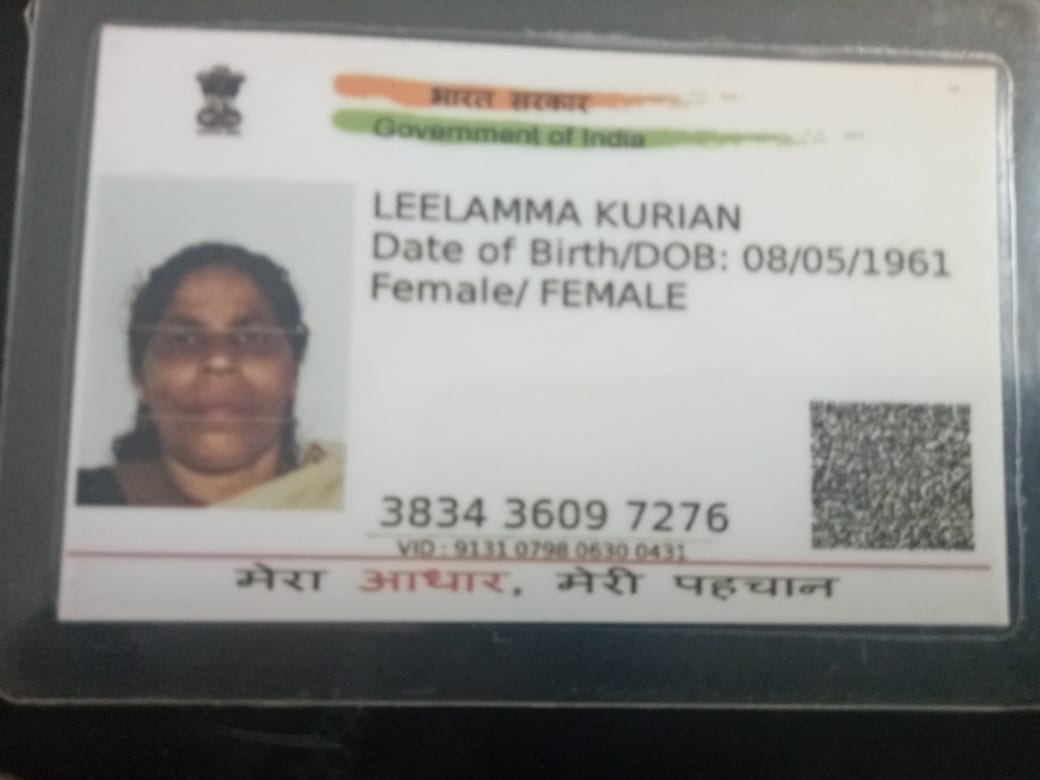 भारत सरकार
Government of India
LEELAMMA KURIAN
Date of Birth/DOB: 08/05/1961
Female/ FEMALE
3834 3609 7276
VID : 9131 0798 0630 0431
मेरा आधार, मेरी पहचान